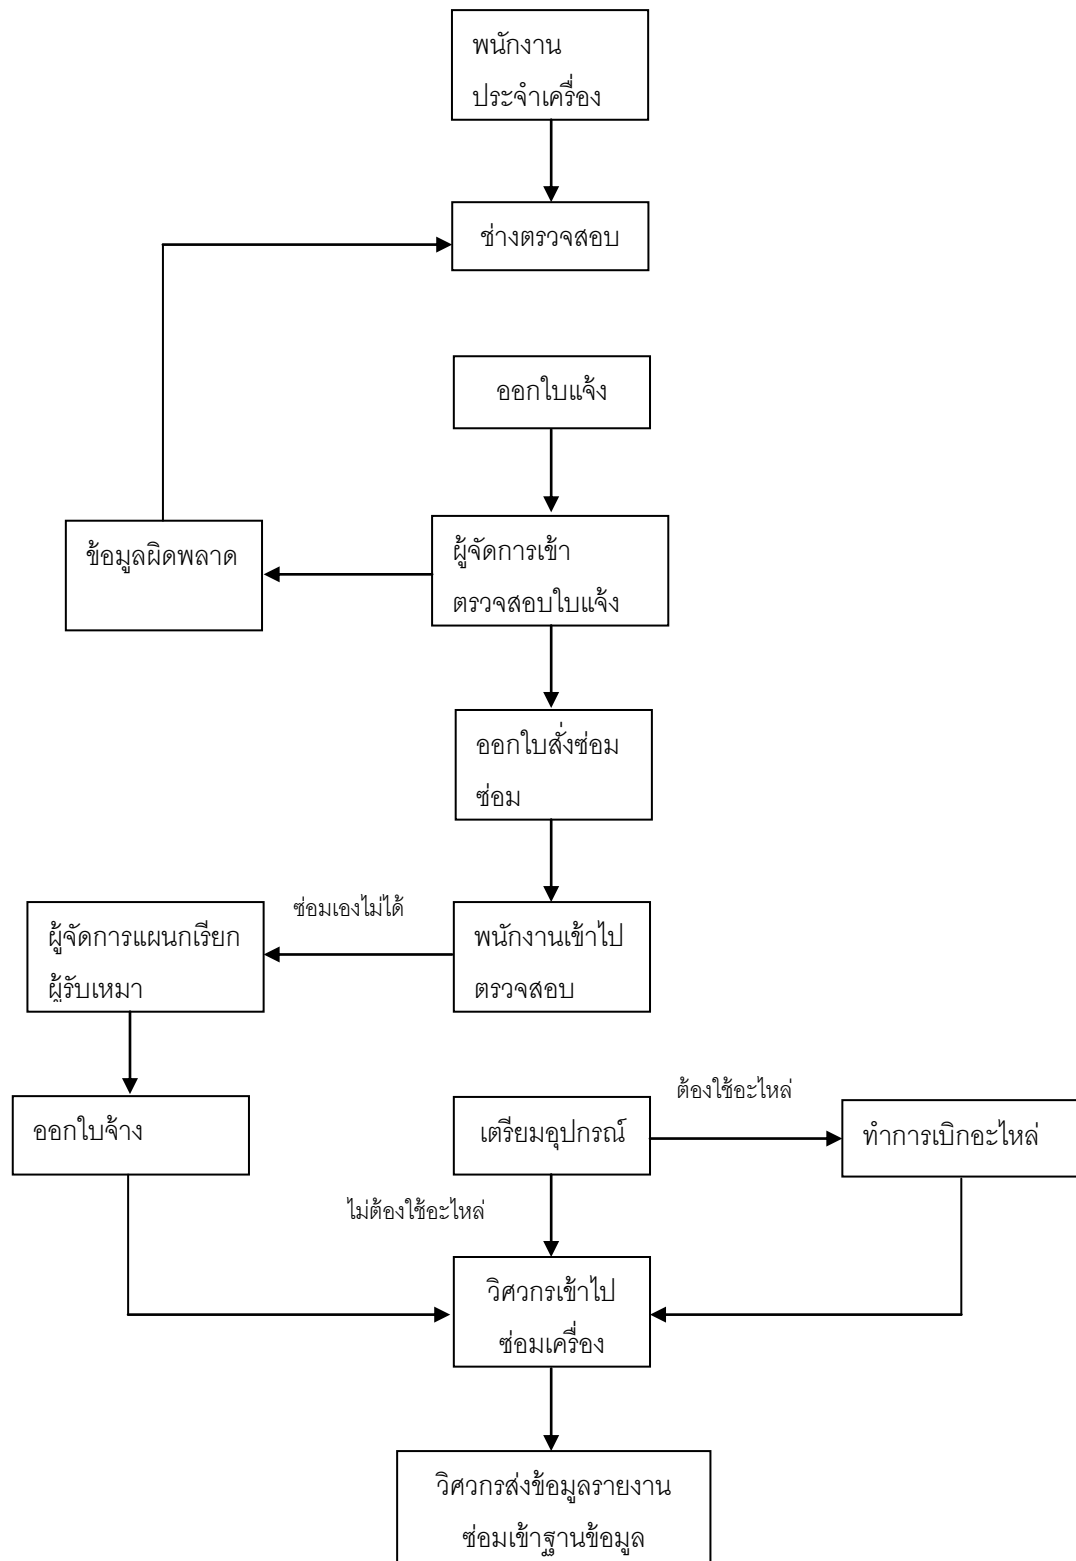 พนักงาน
ประจำเครื่อง
ช่างตรวจสอบ
ออกใบแจ้ง
ข้อมูลผิดพลาด
ผู้จัดการเข้า
ตรวจสอบใบแจ้ง
ออกใบสั่งซ่อม
ซ่อม
ซ่อมเองไม่ได้
ผู้จัดการแผนกเรียก
ผู้รับเหมา
พนักงานเข้าไป
ตรวจสอบ
ต้องใช้อะไหล่
ออกใบจ้าง
เตรียมอุปกรณ์
ทำการเบิกอะไหล่
ไม่ต้องใช้อะไหล่
วิศวกรเข้าไป
ซ่อมเครื่อง
วิศวกรส่งข้อมูลรายงาน
ซ่อมเข้าฐานข้อมูล